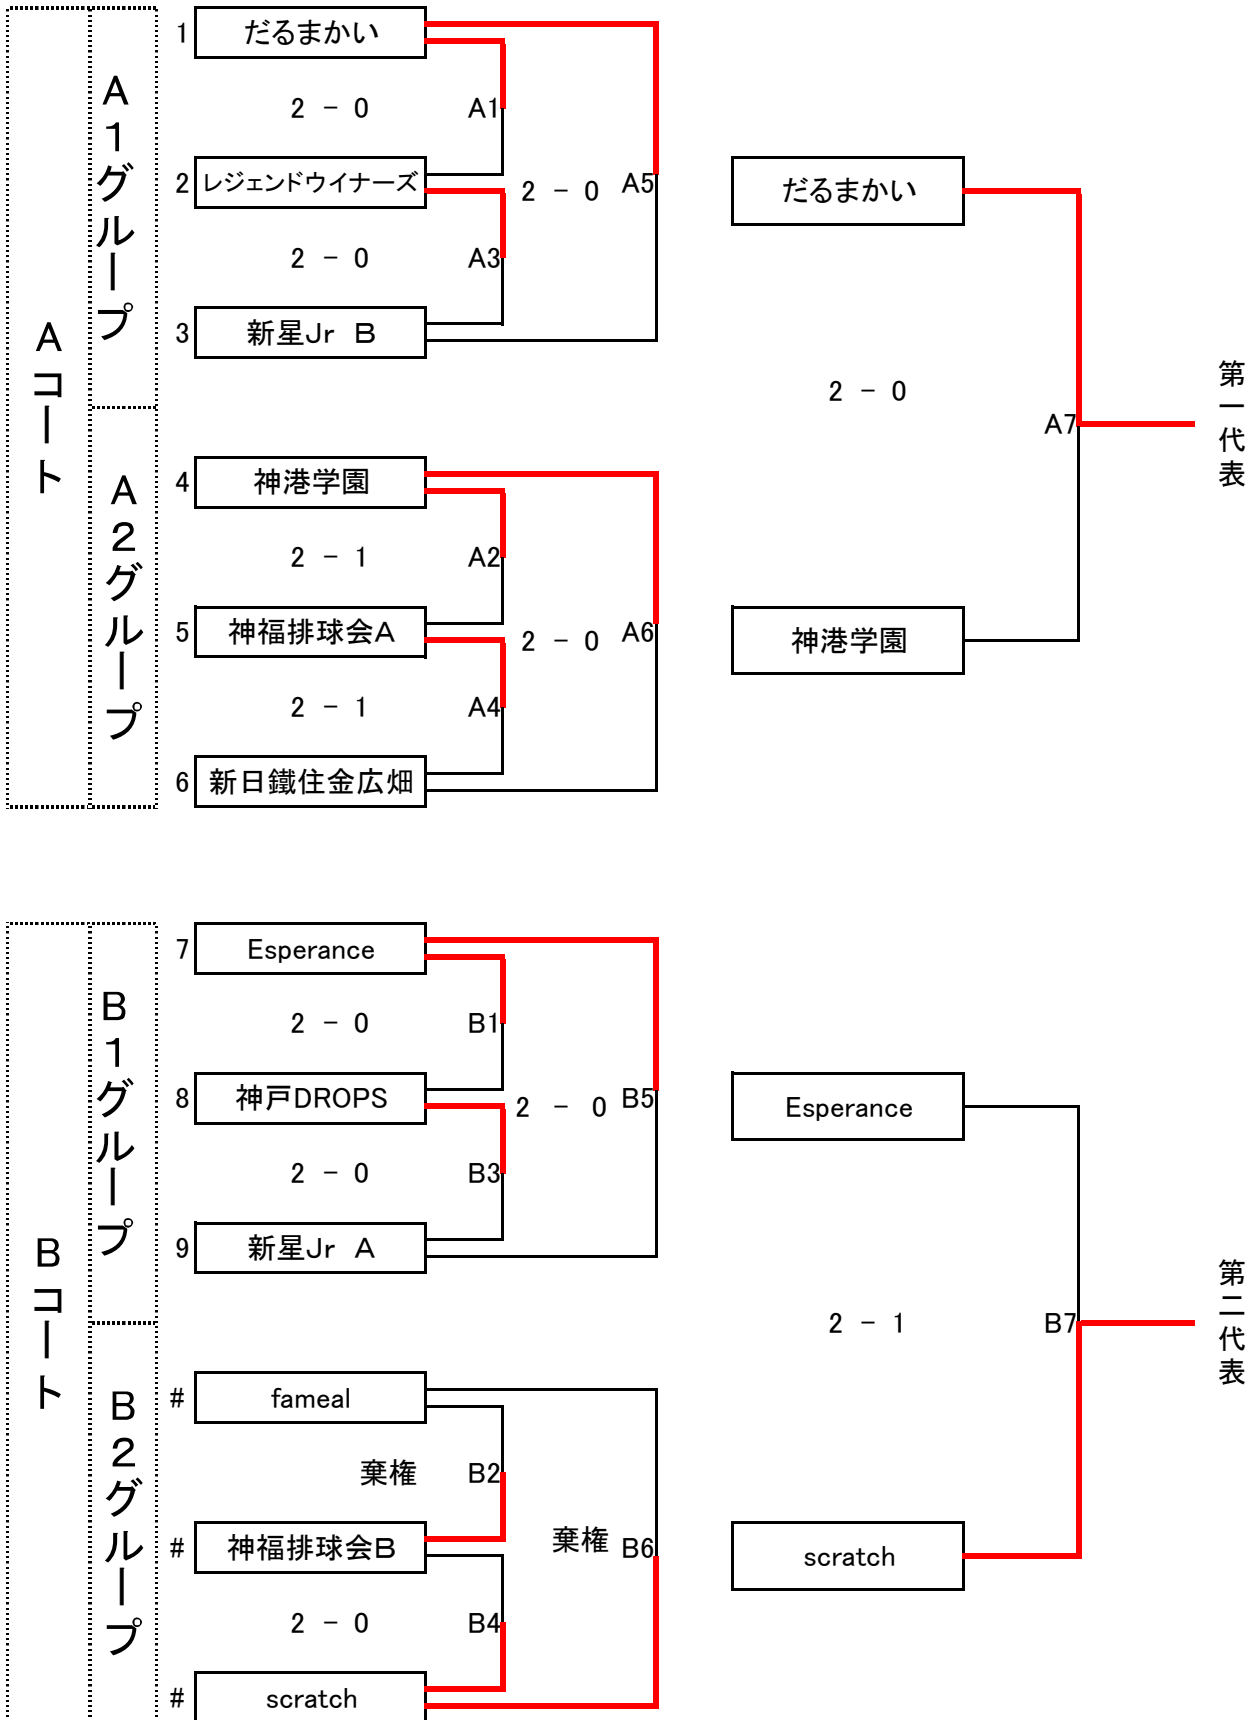 Aコート
A1グループ
1 だるまかい
2 - 0 A1
2 レジェンドウイナーズ
2 - 0 A5
2 - 0 A3
3 新星Jr B
A2グループ
4 神港学園
2 - 1 A2
5 神福排球会A
2 - 0 A6
2 - 1 A4
6 新日鐵住金広畑
だるまかい
2 - 0
A7
神港学園
第一代表
Bコート
B1グループ
7 Esperance
2 - 0 B1
8 神戸DROPS
2 - 0 B5
2 - 0 B3
9 新星Jr A
B2グループ
# fameal
棄権 B2
# 神福排球会B
棄権 B6
2 - 0 B4
# scratch
Esperance
2 - 1 B7
scratch
第二代表